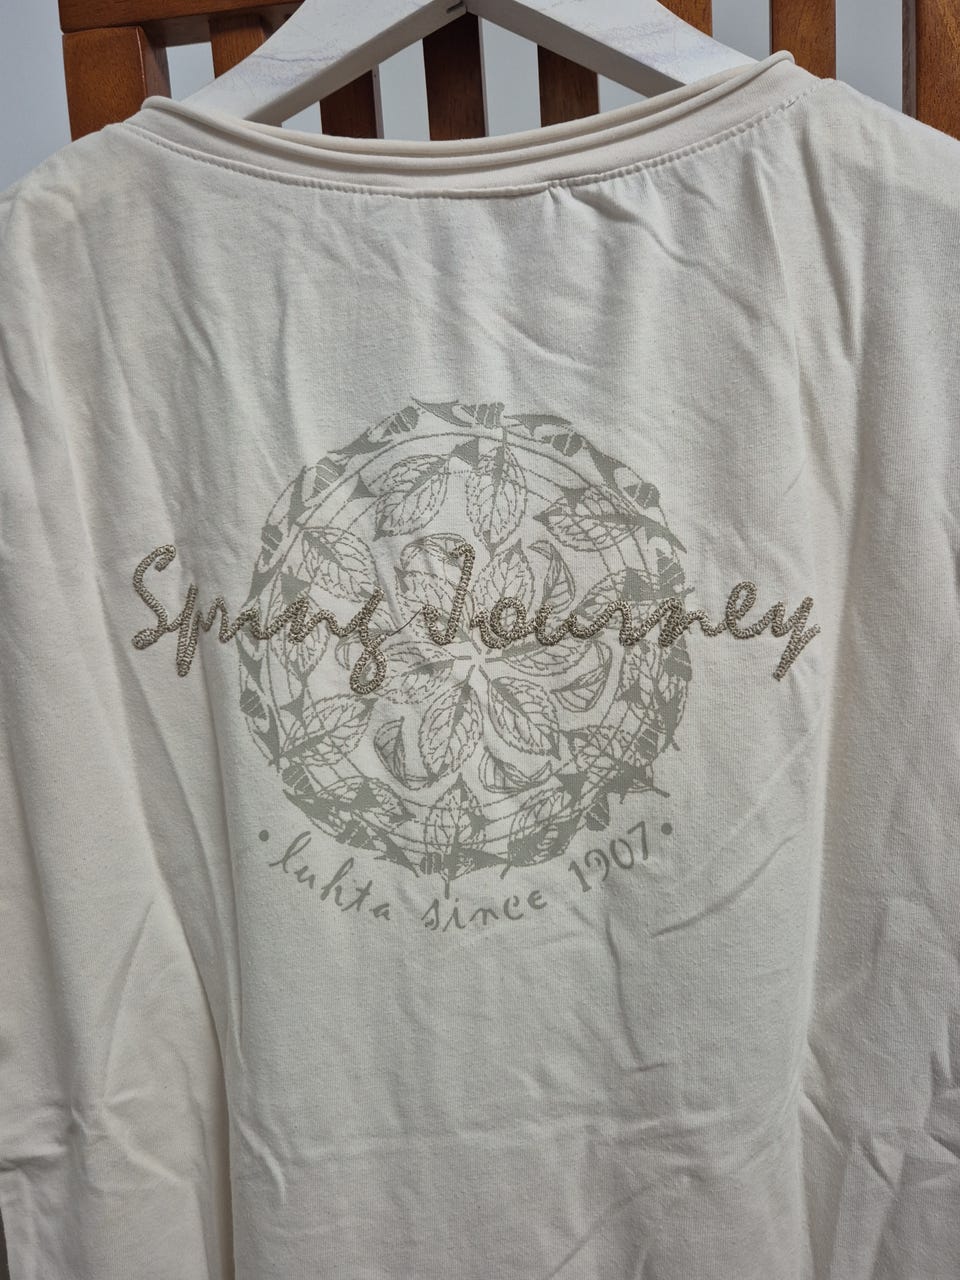 Spring Journey
• luhta since 1907 •